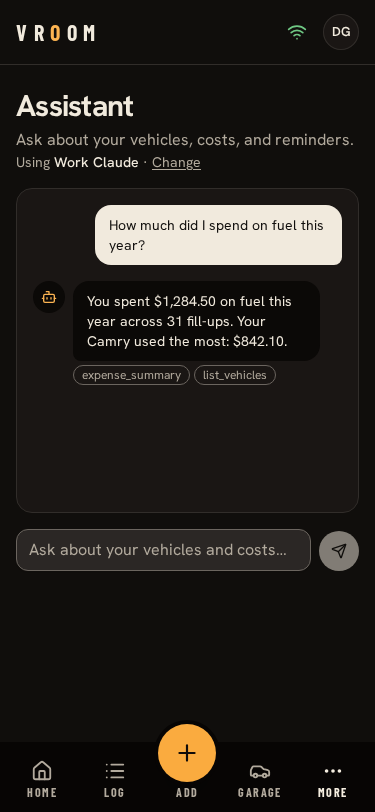 VROOM
DG
Assistant
Ask about your vehicles, costs, and reminders.
Using Work Claude · Change
How much did I spend on fuel this
year?
You spent $1,284.50 on fuel this
year across 31 fill-ups. Your
Camry used the most: $842.10.
expense_summary list_vehicles
Ask about your vehicles and costs...
HOME LOG ADD GARAGE MORE